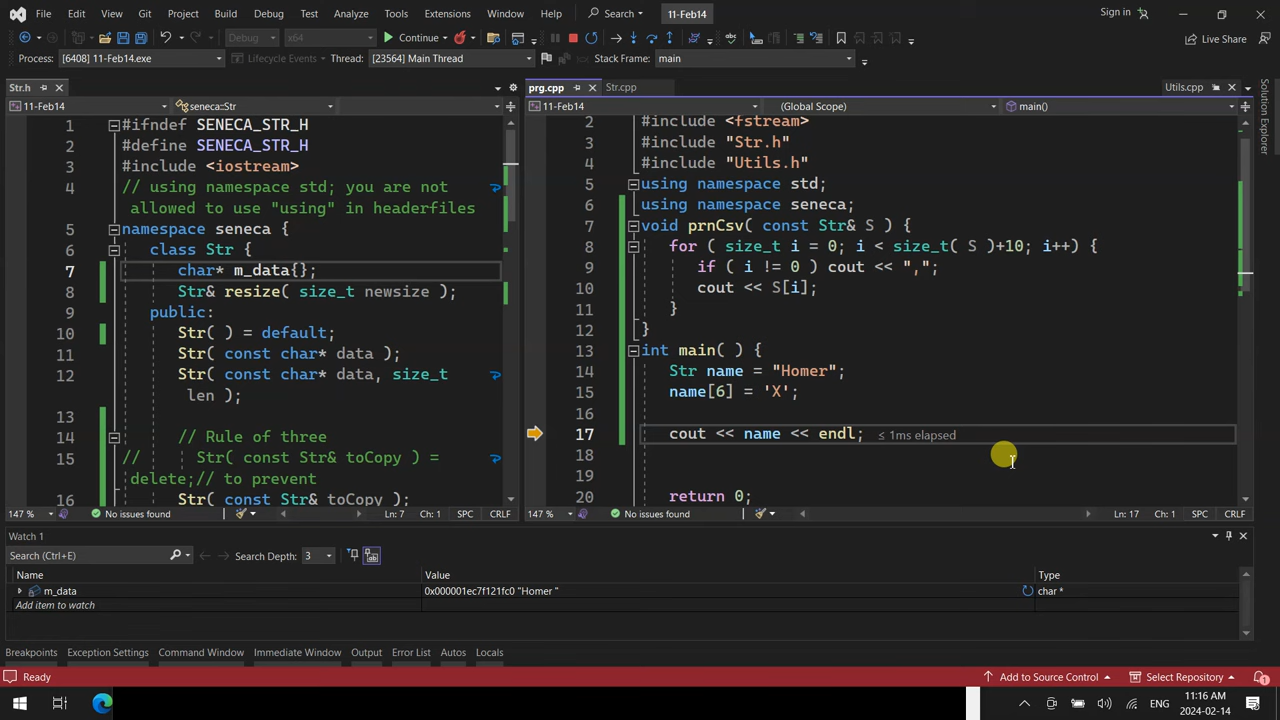 File Edit View Git Project Build Debug Test Analyze Tools Extensions Window Help Search 11-Feb14 Sign in
Debug x64 Continue Live Share
Process: [6408] 11-Feb14.exe Lifecycle Events Thread: [23564] Main Thread Stack Frame: main
Str.h prg.cpp Str.cpp Utils.cpp
11-Feb14 seneca::Str 11-Feb14 (Global Scope) main()
Solution Explorer
1 #ifndef SENECA_STR_H
2 #define SENECA_STR_H
3 #include <iostream>
4 // using namespace std; you are not
allowed to use "using" in headerfiles
5 namespace seneca {
6 class Str {
7 char* m_data{};
8 Str& resize( size_t newsize );
9 public:
10 Str( ) = default;
11 Str( const char* data );
12 Str( const char* data, size_t
len );
13
14 // Rule of three
15 // Str( const Str& toCopy ) =
delete;// to prevent
16 Str( const Str& toCopy );
2 #include <fstream>
3 #include "Str.h"
4 #include "Utils.h"
5 using namespace std;
6 using namespace seneca;
7 void prnCsv( const Str& S ) {
8 for ( size_t i = 0; i < size_t( S )+10; i++) {
9 if ( i != 0 ) cout << ",";
10 cout << S[i];
11 }
12 }
13 int main( ) {
14 Str name = "Homer";
15 name[6] = 'X';
16
17 cout << name << endl; ≤ 1ms elapsed
18
19
20 return 0;
147 % No issues found Ln: 7 Ch: 1 SPC CRLF
147 % No issues found Ln: 17 Ch: 1 SPC CRLF
Watch 1
Search (Ctrl+E) Search Depth: 3
Name Value Type
m_data 0x000001ec7f121fc0 "Homer " char *
Add item to watch
Breakpoints Exception Settings Command Window Immediate Window Output Error List Autos Locals
Ready Add to Source Control Select Repository 1
ENG 11:16 AM
2024-02-14